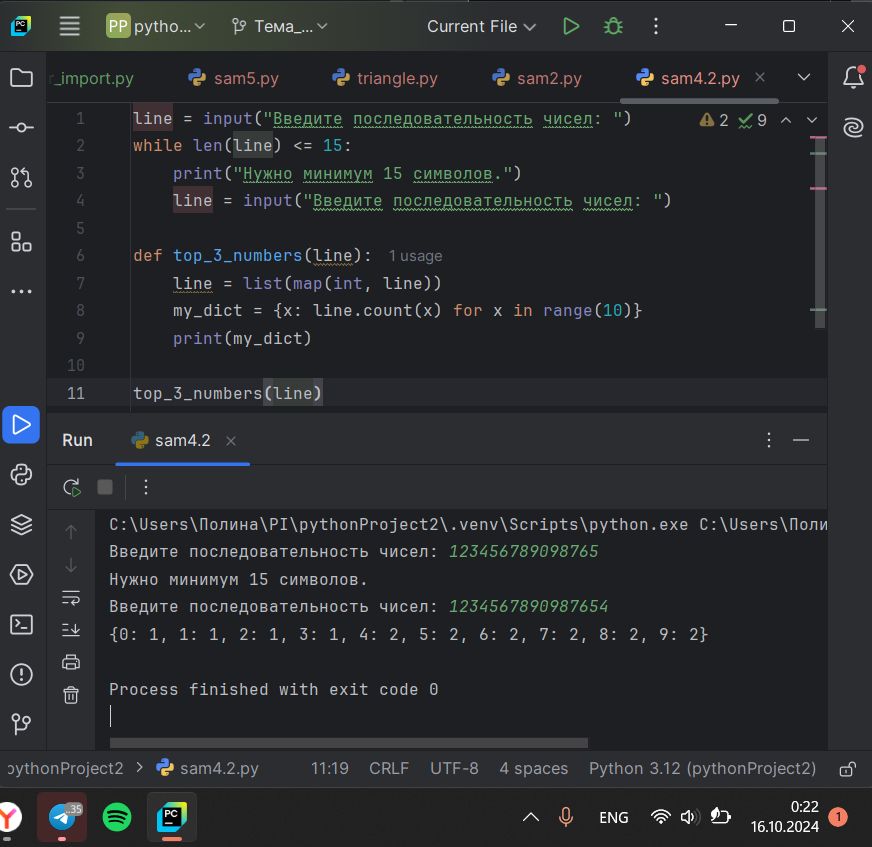 PC
PP pytho...
Тема_...
Current File
_import.py
sam5.py
triangle.py
sam2.py
sam4.2.py
2 9
1 line = input("Введите последовательность чисел: ")
2 while len(line) <= 15:
3 print("Нужно минимум 15 символов.")
4 line = input("Введите последовательность чисел: ")
5
6 def top_3_numbers(line): 1 usage
7 line = list(map(int, line))
8 my_dict = {x: line.count(x) for x in range(10)}
9 print(my_dict)
10
11 top_3_numbers(line)
Run sam4.2
C:\Users\Полина\PI\pythonProject2\.venv\Scripts\python.exe C:\Users\Поли
Введите последовательность чисел: 123456789098765
Нужно минимум 15 символов.
Введите последовательность чисел: 1234567890987654
{0: 1, 1: 1, 2: 1, 3: 1, 4: 2, 5: 2, 6: 2, 7: 2, 8: 2, 9: 2}
Process finished with exit code 0
pythonProject2 > sam4.2.py 11:19 CRLF UTF-8 4 spaces Python 3.12 (pythonProject2)
..35
PC
ENG
0:22
16.10.2024
1